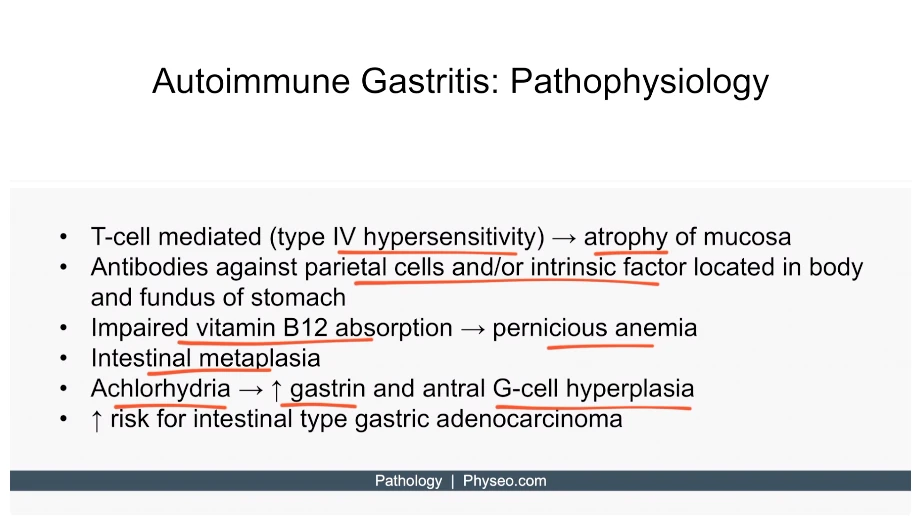 Autoimmune Gastritis: Pathophysiology
• T-cell mediated (type IV hypersensitivity) → atrophy of mucosa
• Antibodies against parietal cells and/or intrinsic factor located in body
and fundus of stomach
• Impaired vitamin B12 absorption → pernicious anemia
• Intestinal metaplasia
• Achlorhydria → ↑ gastrin and antral G-cell hyperplasia
• ↑ risk for intestinal type gastric adenocarcinoma
Pathology | Physeo.com